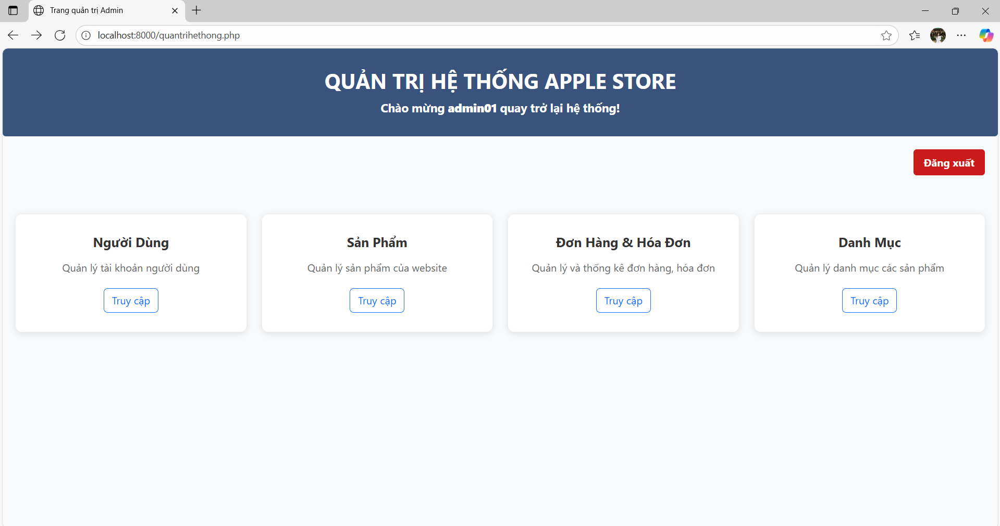 Trang quản trị Admin
localhost:8000/quantrihethong.php
QUẢN TRỊ HỆ THỐNG APPLE STORE
Chào mừng admin01 quay trở lại hệ thống!
Đăng xuất
Người Dùng
Quản lý tài khoản người dùng
Truy cập
Sản Phẩm
Quản lý sản phẩm của website
Truy cập
Đơn Hàng & Hóa Đơn
Quản lý và thống kê đơn hàng, hóa đơn
Truy cập
Danh Mục
Quản lý danh mục các sản phẩm
Truy cập